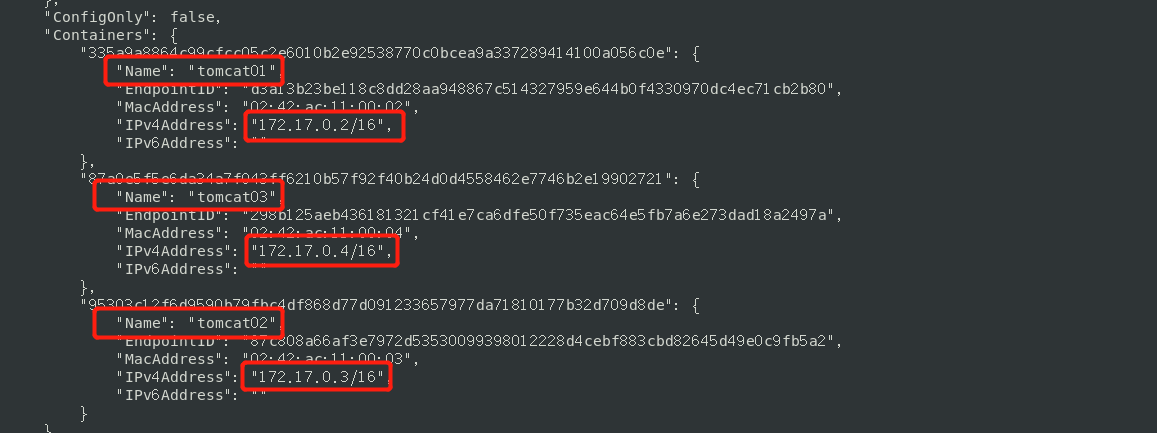 },
"ConfigOnly": false,
"Containers": {
"335a9a8864c99cfcc05c2e6010b2e92538770c0bcea9a337289414100a056c0e": {
"Name": "tomcat01",
"EndpointID": "d3a13b23be118c8dd28aa948867c514327959e644b0f4330970dc4ec71cb2b80",
"MacAddress": "02:42:ac:11:00:02",
"IPv4Address": "172.17.0.2/16",
"IPv6Address": ""
},
"87a0e5f5c6da34a7f043ff6210b57f92f40b24d0d4558462e7746b2e19902721": {
"Name": "tomcat03",
"EndpointID": "298b125aeb436181321cf41e7ca6dfe50f735eac64e5fb7a6e273dad18a2497a",
"MacAddress": "02:42:ac:11:00:04",
"IPv4Address": "172.17.0.4/16",
"IPv6Address": ""
},
"95303c12f6d9590b79fbc4df868d77d091233657977da71810177b32d709d8de": {
"Name": "tomcat02",
"EndpointID": "87c808a66af3e7972d53530099398012228d4cebf883cbd82645d49e0c9fb5a2",
"MacAddress": "02:42:ac:11:00:03",
"IPv4Address": "172.17.0.3/16",
"IPv6Address": ""
}
}